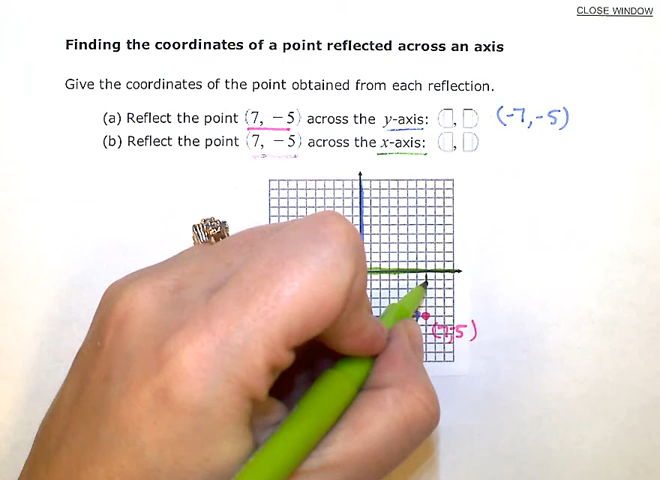 CLOSE WINDOW
Finding the coordinates of a point reflected across an axis
Give the coordinates of the point obtained from each reflection.
(a) Reflect the point (7, −5) across the y-axis: (▯, ▯) (-7,-5)
(b) Reflect the point (7, −5) across the x-axis: (▯, ▯)
(7,-5)